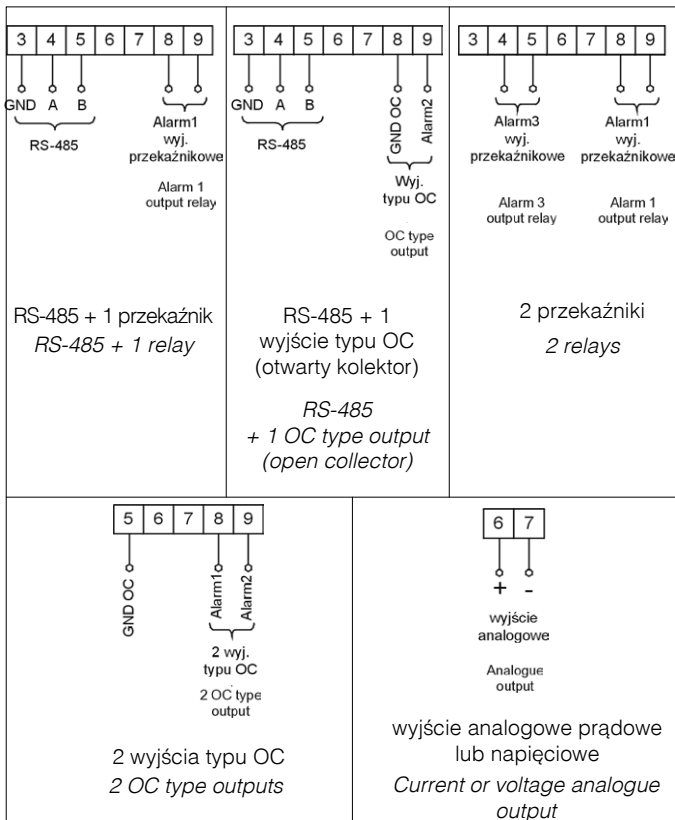 3 4 5 6 7 8 9
GND A B
RS-485
Alarm1
wyj.
przekaźnikowe
Alarm 1
output relay
RS-485 + 1 przekaźnik
RS-485 + 1 relay
3 4 5 6 7 8 9
GND A B
RS-485
GND OC
Alarm2
Wyj.
typu OC
OC type
output
RS-485 + 1
wyjście typu OC
(otwarty kolektor)
RS-485
+ 1 OC type output
(open collector)
3 4 5 6 7 8 9
Alarm3
wyj.
przekaźnikowe
Alarm 3
output relay
Alarm1
wyj.
przekaźnikowe
Alarm 1
output relay
2 przekaźniki
2 relays
5 6 7 8 9
GND OC
Alarm1
Alarm2
2 wyj.
typu OC
2 OC type
output
2 wyjścia typu OC
2 OC type outputs
6 7
+ -
wyjście
analogowe
Analogue
output
wyjście analogowe prądowe
lub napięciowe
Current or voltage analogue
output